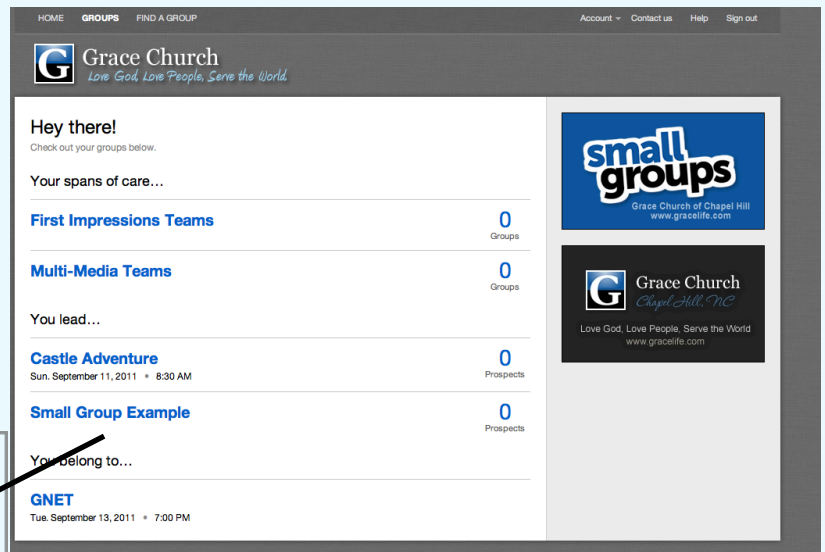 HOME GROUPS FIND A GROUP
Account Contact us Help Sign out
G Grace Church
Love God, Love People, Serve the World
Hey there!
Check out your groups below.
Your spans of care…
First Impressions Teams
0
Groups
Multi-Media Teams
0
Groups
You lead…
Castle Adventure
Sun. September 11, 2011 • 8:30 AM
0
Prospects
Small Group Example
0
Prospects
You belong to…
GNET
Tue. September 13, 2011 • 7:00 PM
small
groups
Grace Church of Chapel Hill
www.gracelife.com
G Grace Church
Chapel Hill, NC
Love God, Love People, Serve the World
www.gracelife.com